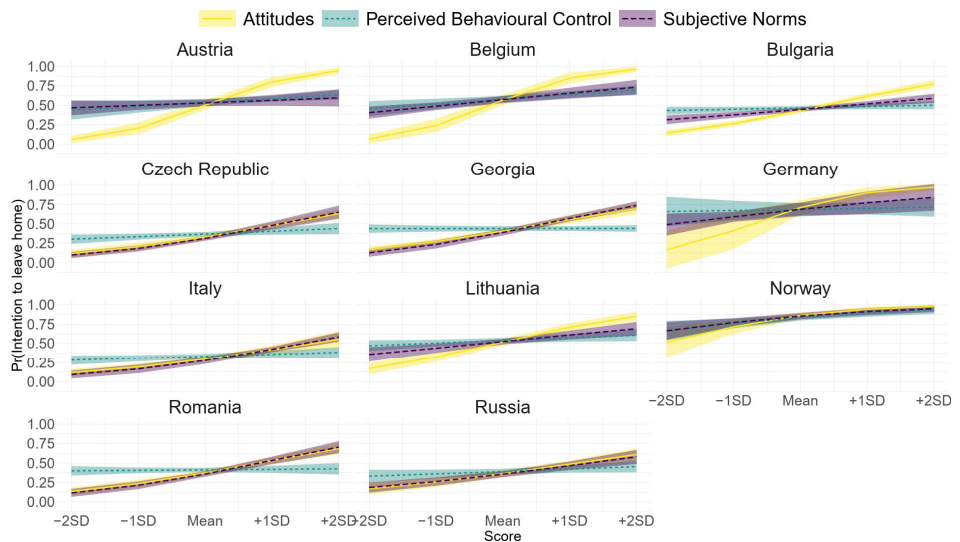 Attitudes Perceived Behavioural Control Subjective Norms
Austria Belgium Bulgaria
1.00
0.75
0.50
0.25
0.00
Czech Republic Georgia Germany
1.00
0.75
0.50
0.25
0.00
Italy Lithuania Norway
1.00
0.75
0.50
0.25
0.00
−2SD −1SD Mean +1SD +2SD
Romania Russia
1.00
0.75
0.50
0.25
0.00
−2SD −1SD Mean +1SD +2SD −2SD −1SD Mean +1SD +2SD
Score
Pr(Intention to leave home)